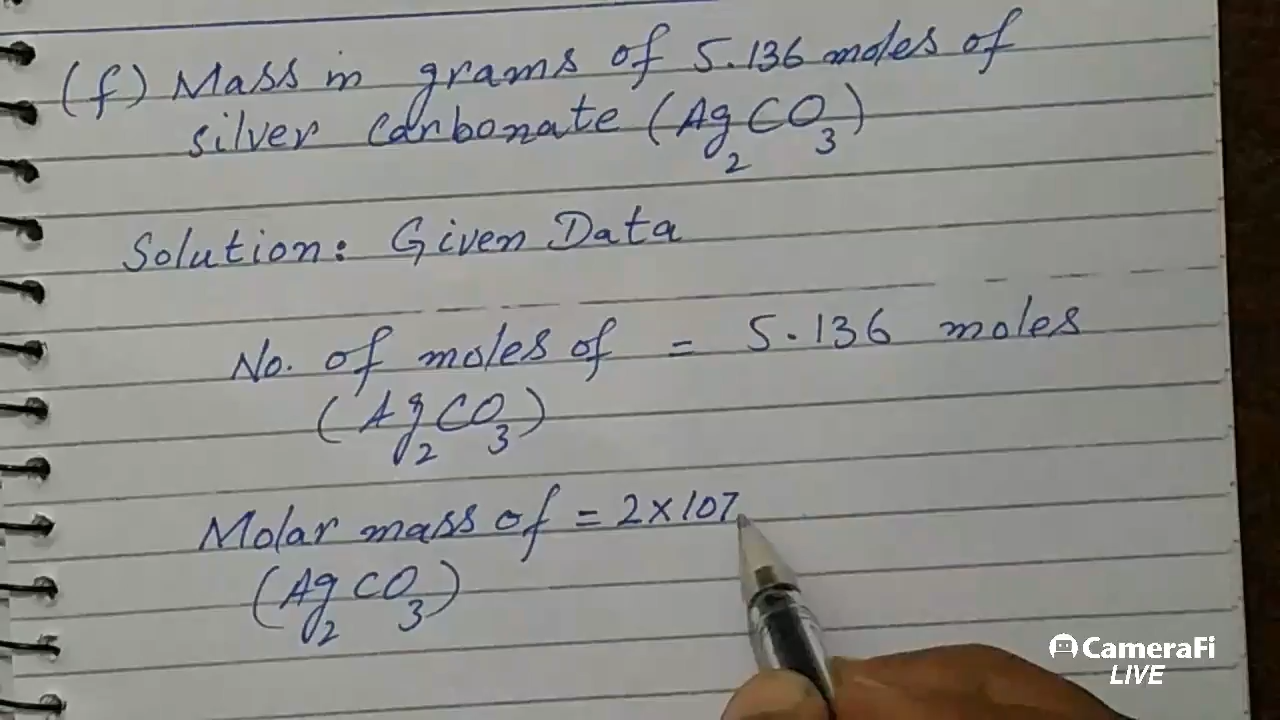 (f) Mass in grams of 5.136 moles of
silver carbonate (Ag₂CO₃)
Solution: Given Data
No. of moles of = 5.136 moles
(Ag₂CO₃)
Molar mass of = 2×107
(Ag₂CO₃)
CameraFi
LIVE